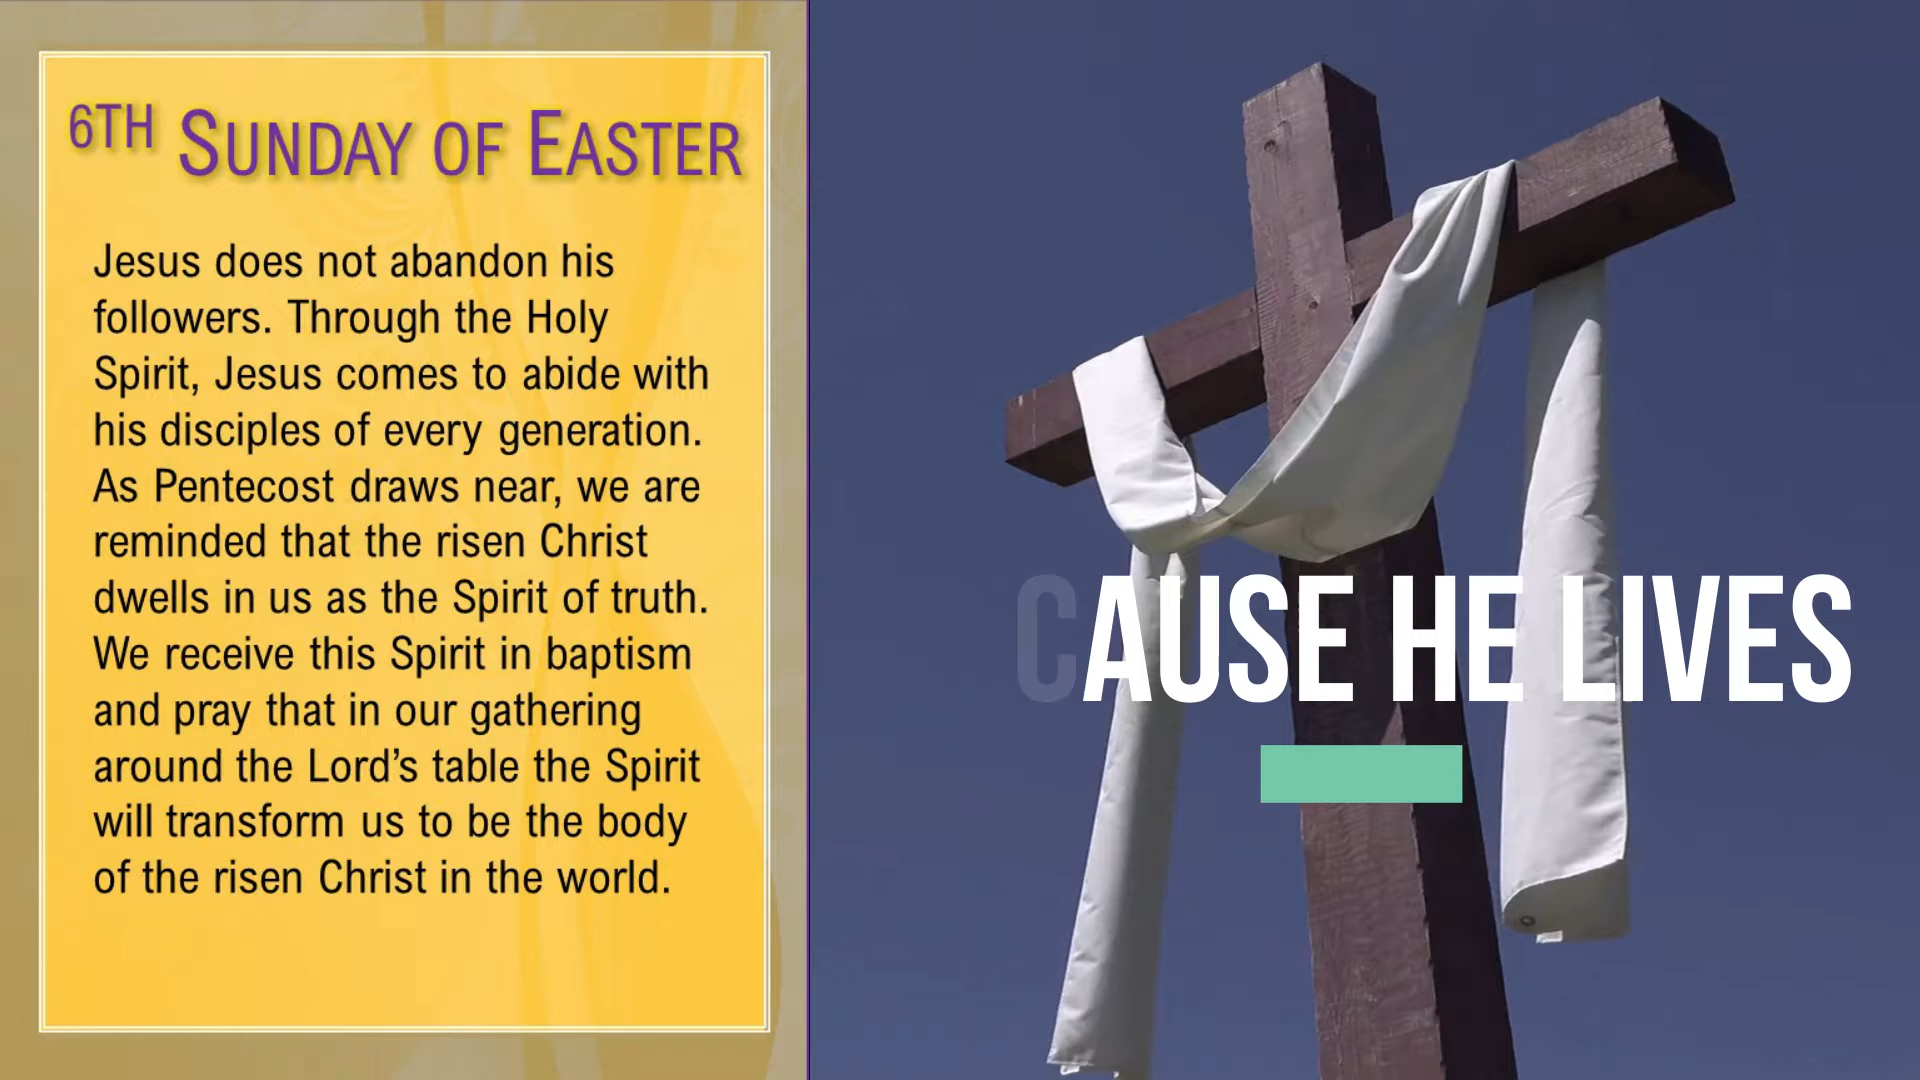 6TH SUNDAY OF EASTER
Jesus does not abandon his
followers. Through the Holy
Spirit, Jesus comes to abide with
his disciples of every generation.
As Pentecost draws near, we are
reminded that the risen Christ
dwells in us as the Spirit of truth.
We receive this Spirit in baptism
and pray that in our gathering
around the Lord’s table the Spirit
will transform us to be the body
of the risen Christ in the world.
CAUSE HE LIVES